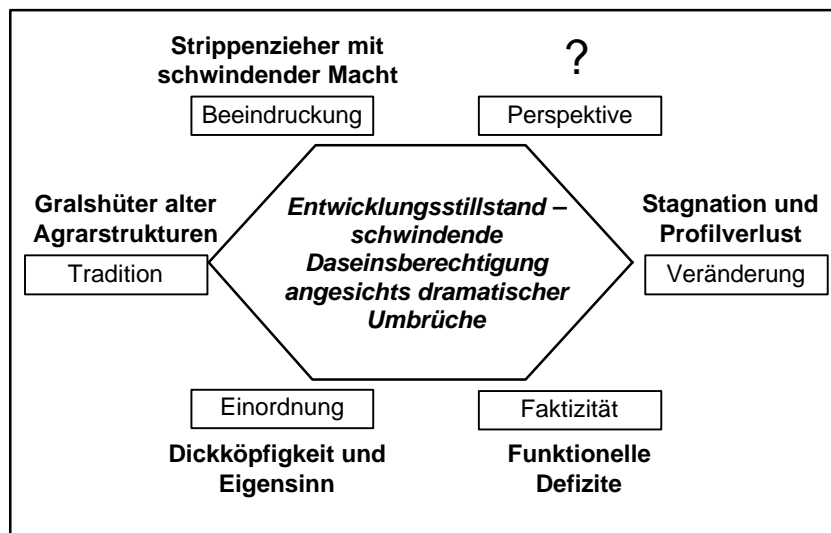 Strippenzieher mit
schwindender Macht
Beeindruckung
?
Perspektive
Gralshüter alter
Agrarstrukturen
Tradition
Entwicklungsstillstand –
schwindende
Daseinsberechtigung
angesichts dramatischer
Umbrüche
Stagnation und
Profilverlust
Veränderung
Einordnung
Dickköpfigkeit und
Eigensinn
Faktizität
Funktionelle
Defizite